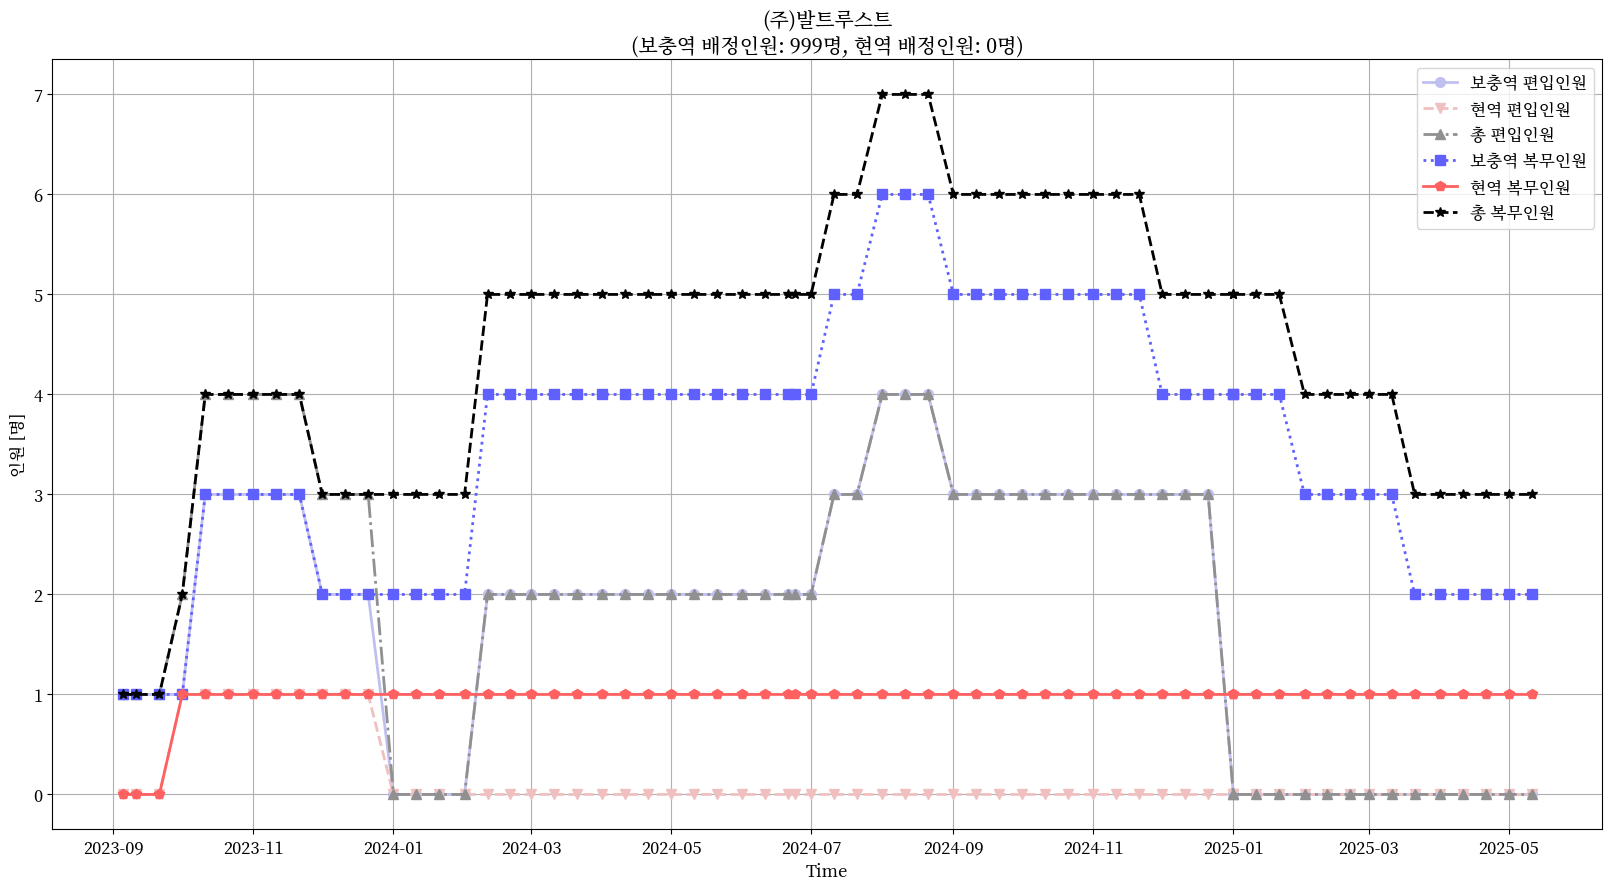 (주)발트루스트
(보충역 배정인원: 999명, 현역 배정인원: 0명)
보충역 편입인원
현역 편입인원
총 편입인원
보충역 복무인원
현역 복무인원
총 복무인원
인원 [명]
7
6
5
4
3
2
1
0
2023-09
2023-11
2024-01
2024-03
2024-05
2024-07
2024-09
2024-11
2025-01
2025-03
2025-05
Time